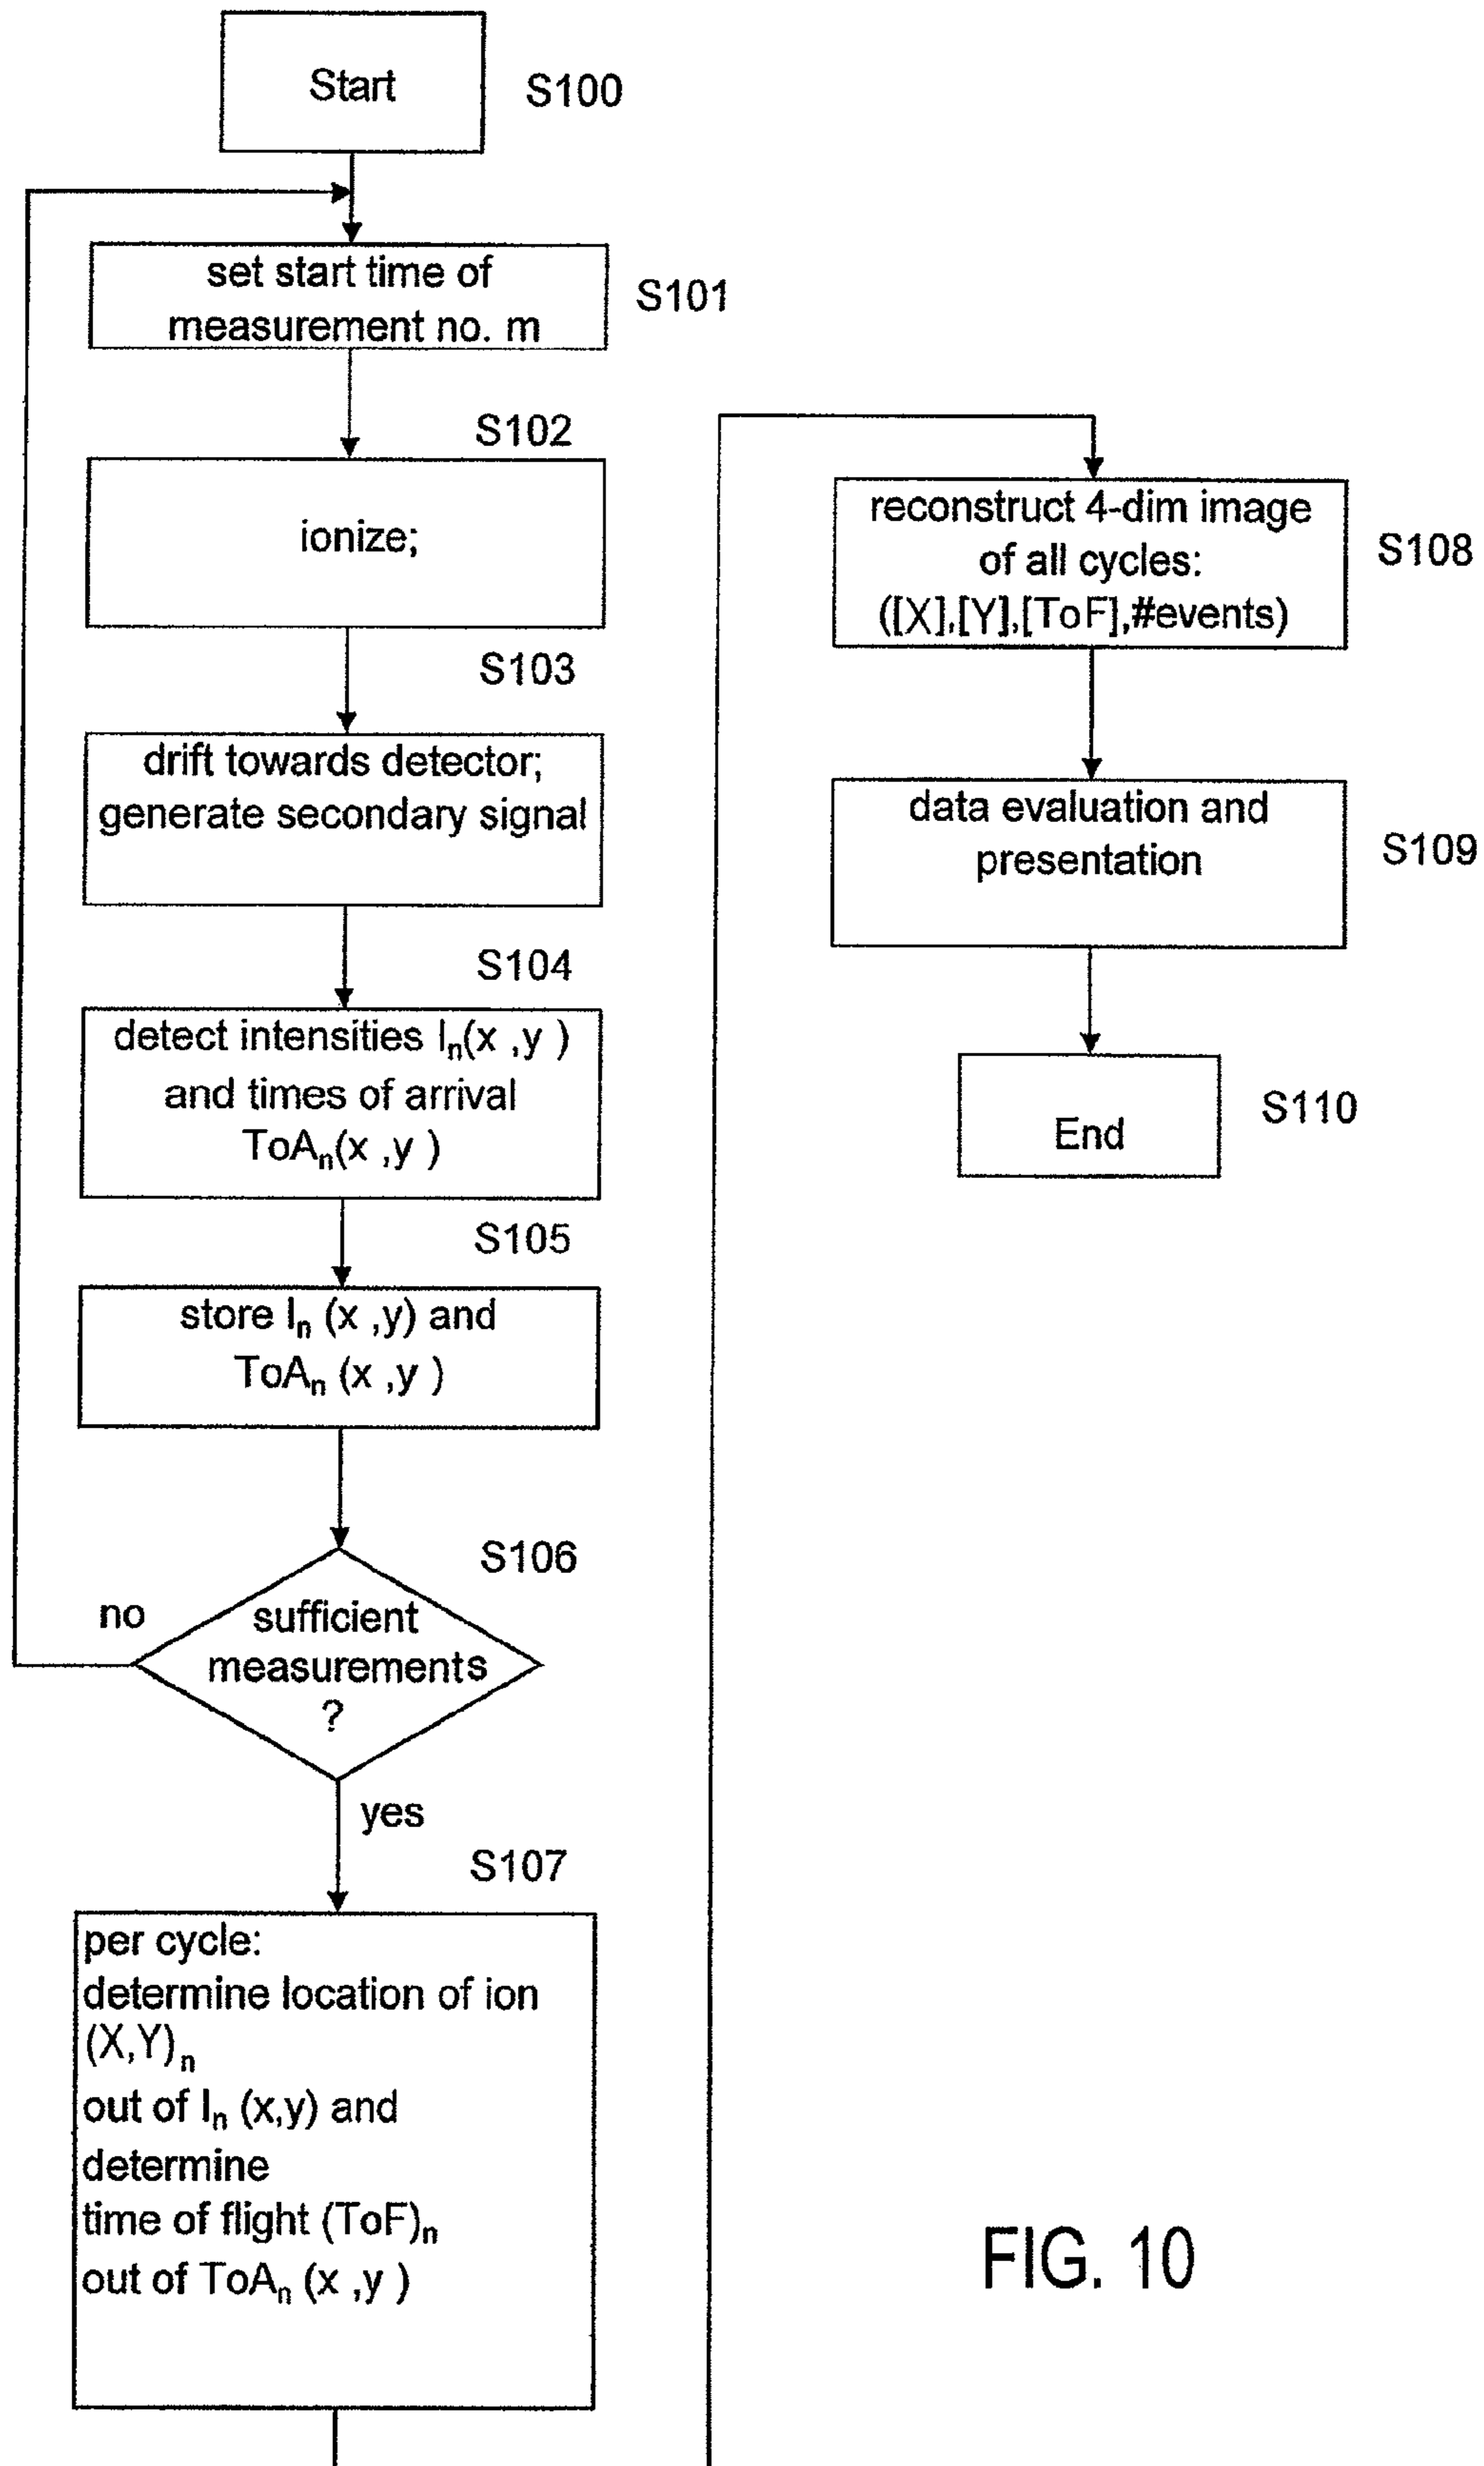 Start
S100
set start time of
measurement no. m
S101
S102
ionize;
S103
drift towards detector;
generate secondary signal
S104
detect intensities Iₙ(x ,y )
and times of arrival
ToAₙ(x ,y )
S105
store Iₙ (x ,y) and
ToAₙ (x ,y )
S106
no
sufficient
measurements
?
yes
S107
per cycle:
determine location of ion
(X,Y)ₙ
out of Iₙ (x,y) and
determine
time of flight (ToF)ₙ
out of ToAₙ (x ,y )
reconstruct 4-dim image
of all cycles:
([X],[Y],[ToF],#events)
S108
data evaluation and
presentation
S109
End
S110
FIG. 10